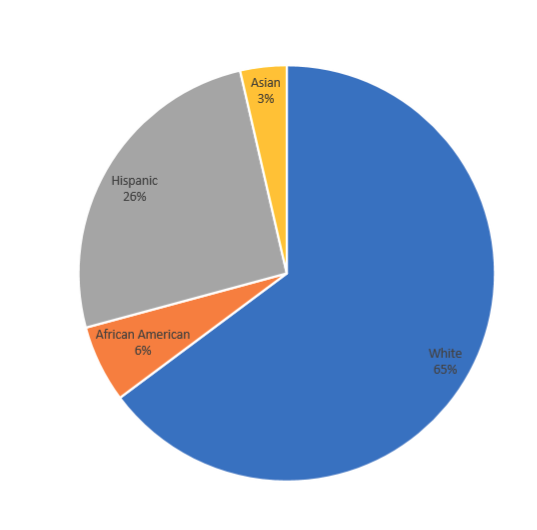 Asian
3%
Hispanic
26%
African American
6%
White
65%